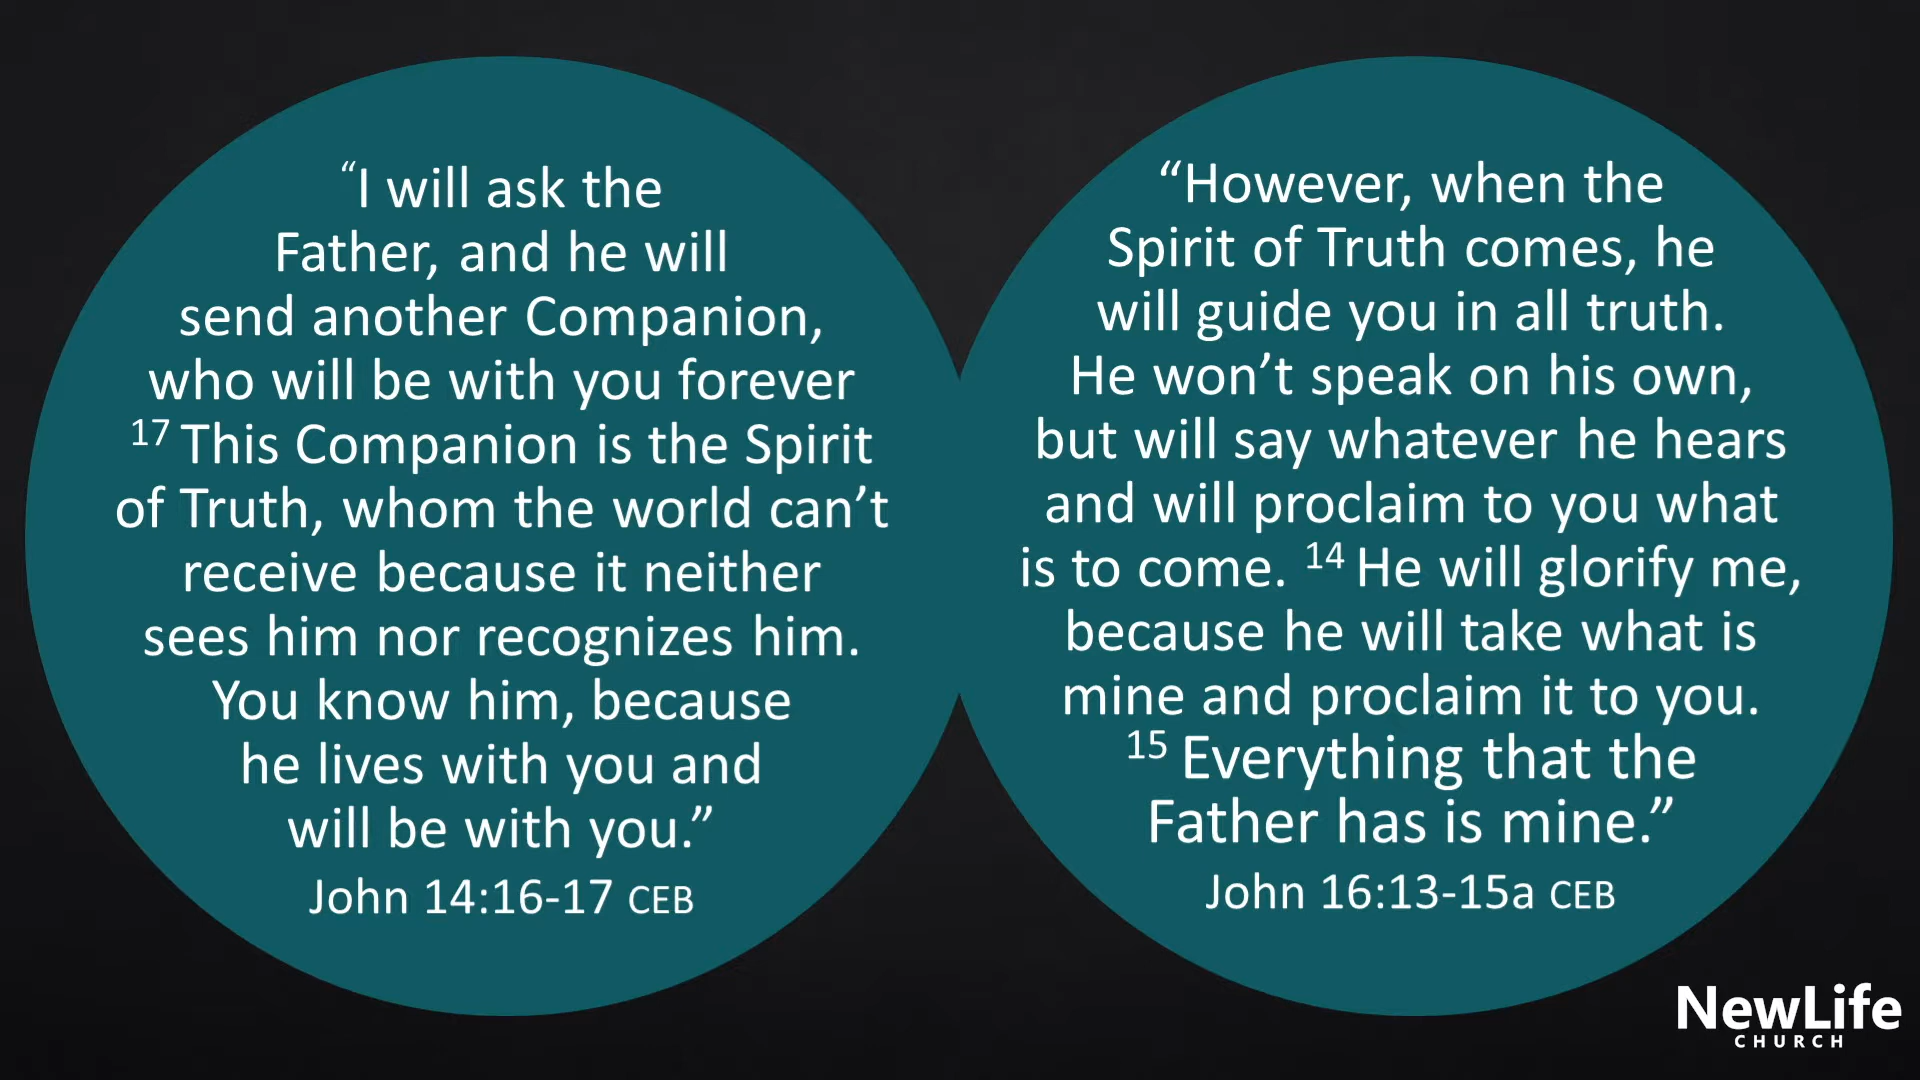 “I will ask the
Father, and he will
send another Companion,
who will be with you forever
17 This Companion is the Spirit
of Truth, whom the world can’t
receive because it neither
sees him nor recognizes him.
You know him, because
he lives with you and
will be with you.”
John 14:16-17 CEB
“However, when the
Spirit of Truth comes, he
will guide you in all truth.
He won’t speak on his own,
but will say whatever he hears
and will proclaim to you what
is to come. 14 He will glorify me,
because he will take what is
mine and proclaim it to you.
15 Everything that the
Father has is mine.”
John 16:13-15a CEB
NewLife
CHURCH